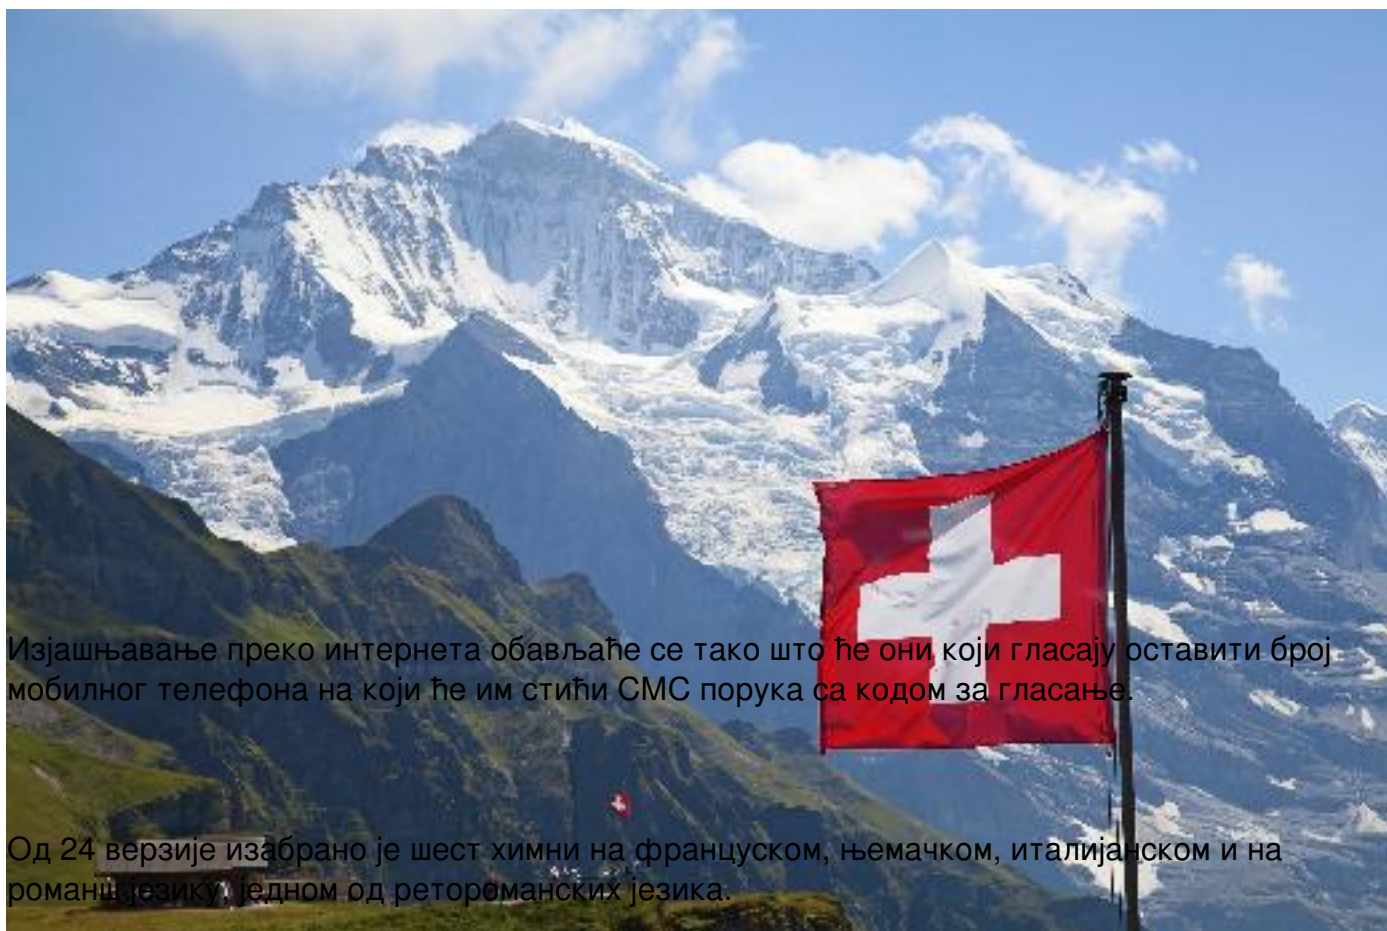 Изјашњавање преко интернета обављаће се тако што ће они који гласају оставити број
мобилног телефона на који ће им стићи СМС порука са кодом за гласање.
Од 24 верзије изабрано је шест химни на француском, њемачком, италијанском и на
романш језику, једном од ретороманских језика.